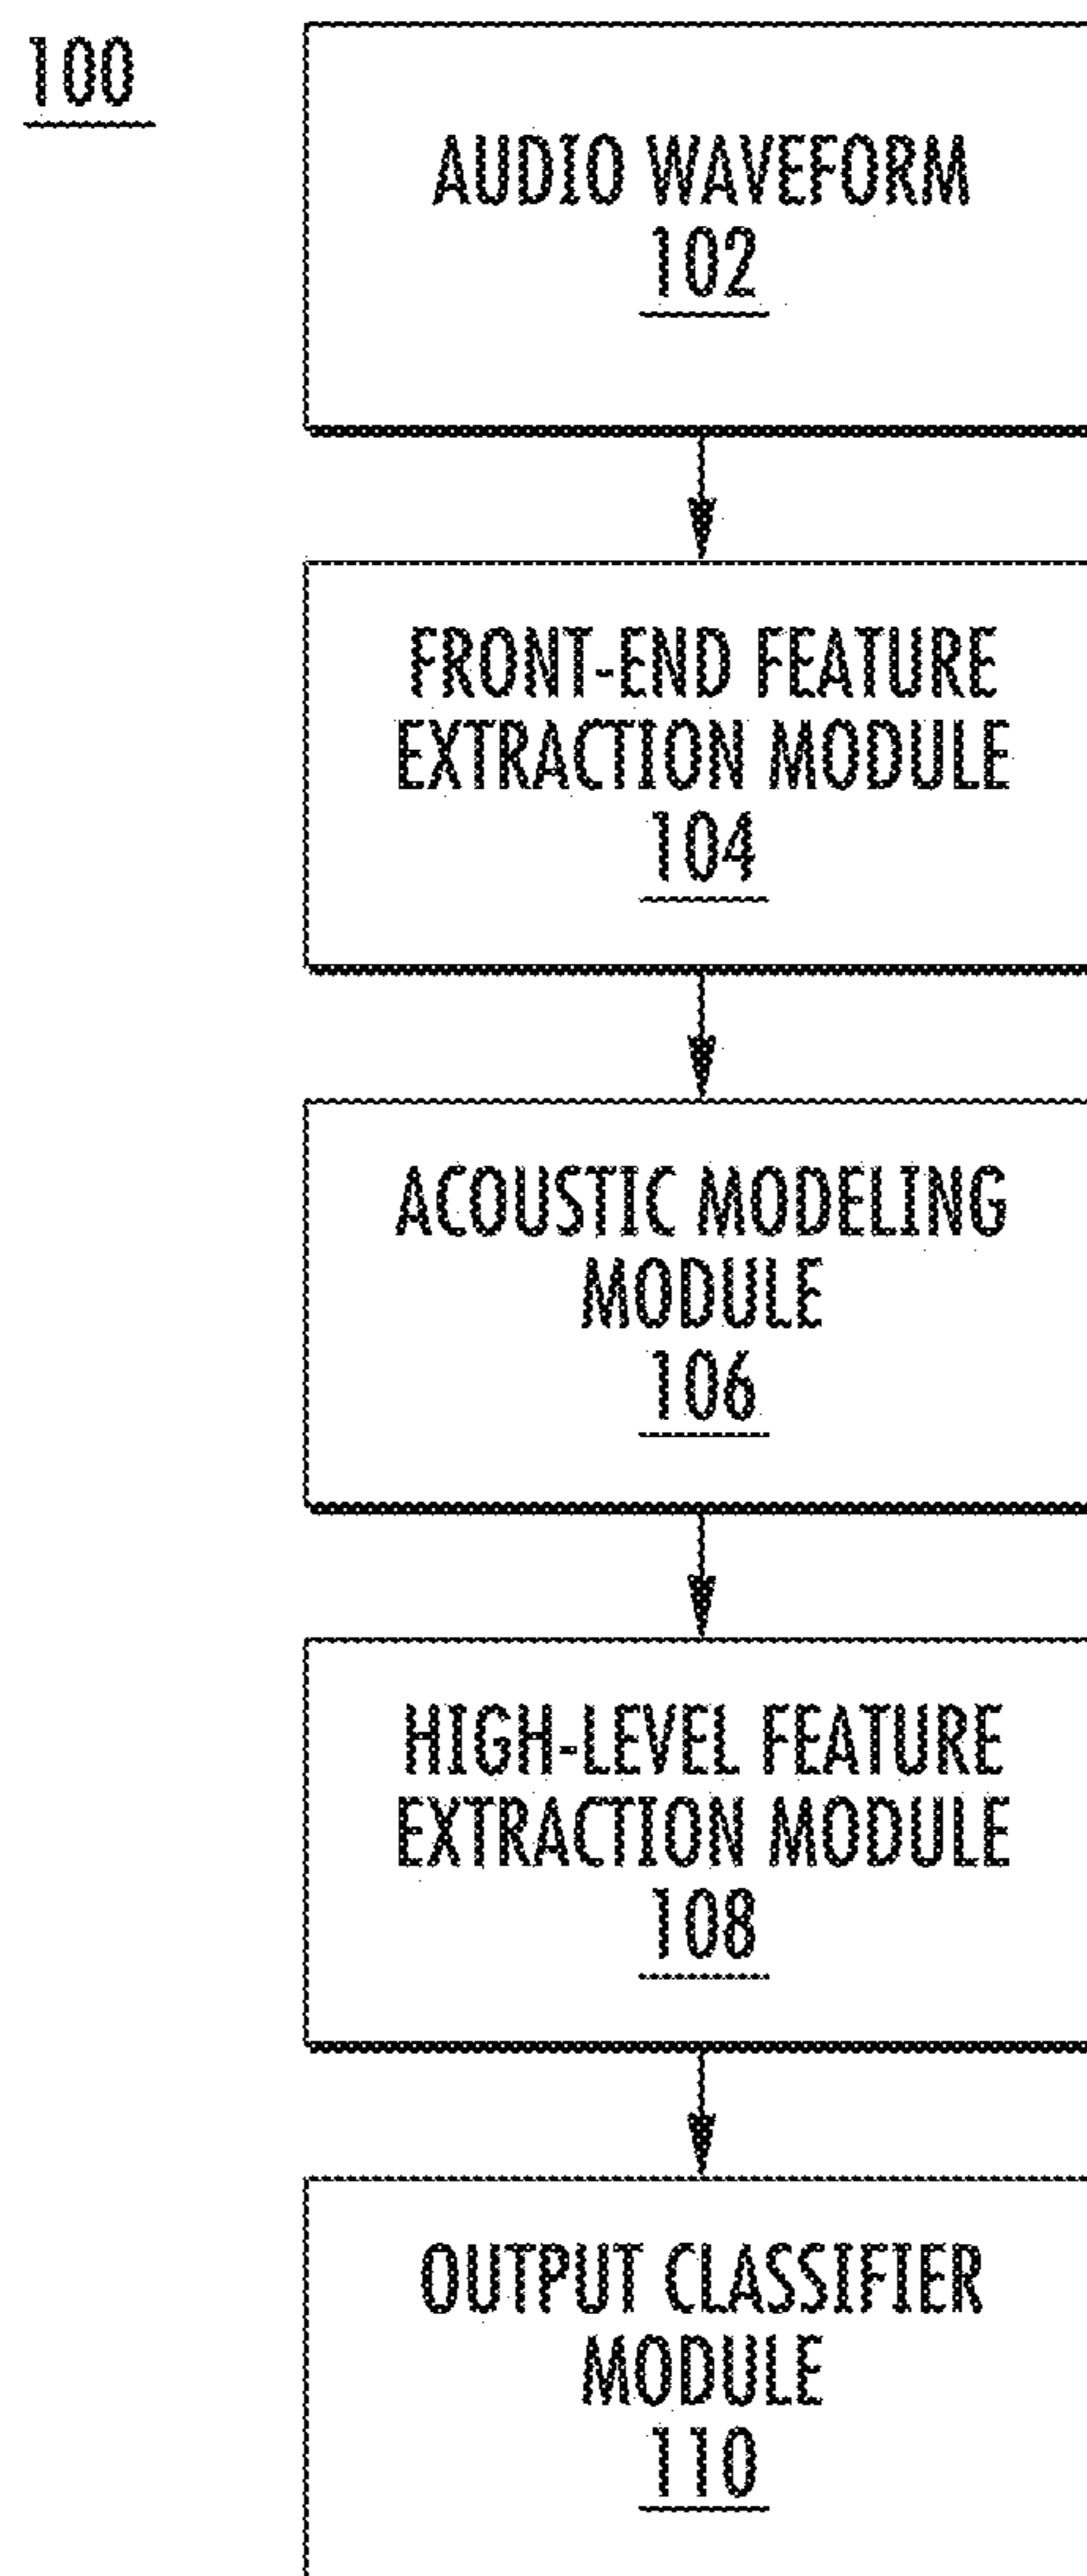 100
AUDIO WAVEFORM
102
FRONT-END FEATURE
EXTRACTION MODULE
104
ACOUSTIC MODELING
MODULE
106
HIGH-LEVEL FEATURE
EXTRACTION MODULE
108
OUTPUT CLASSIFIER
MODULE
110